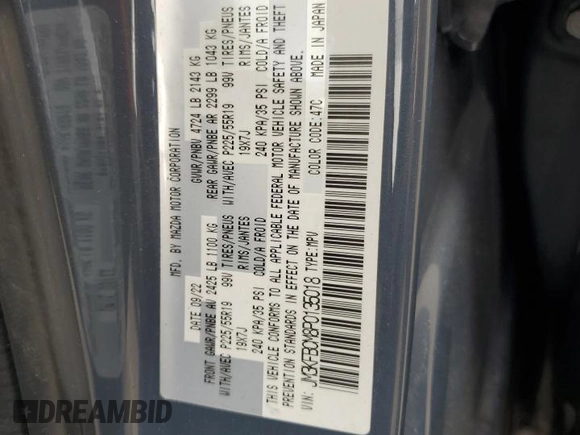 MFD. BY MAZDA MOTOR CORPORATION
DATE 09/22 GVWR/PNBV 4724 LB 2143 KG
FRONT GAWR/PNBE AV 2425 LB 1100 KG REAR GAWR/PNBE AR 2299 LB 1043 KG
WITH/AVEC P225/55R19 99V TIRES/PNEUS WITH/AVEC P225/55R19 99V TIRES/PNEUS
19X7J RIMS/JANTES 19X7J RIMS/JANTES
240 KPA/35 PSI COLD/A FROID 240 KPA/35 PSI COLD/A FROID
THIS VEHICLE CONFORMS TO ALL APPLICABLE FEDERAL MOTOR VEHICLE SAFETY AND THEFT
PREVENTION STANDARDS IN EFFECT ON THE DATE OF MANUFACTURE SHOWN ABOVE.
VIN: JM3KFBCM8P0135018 TYPE:MPV COLOR CODE:47C MADE IN JAPAN
DREAMBID